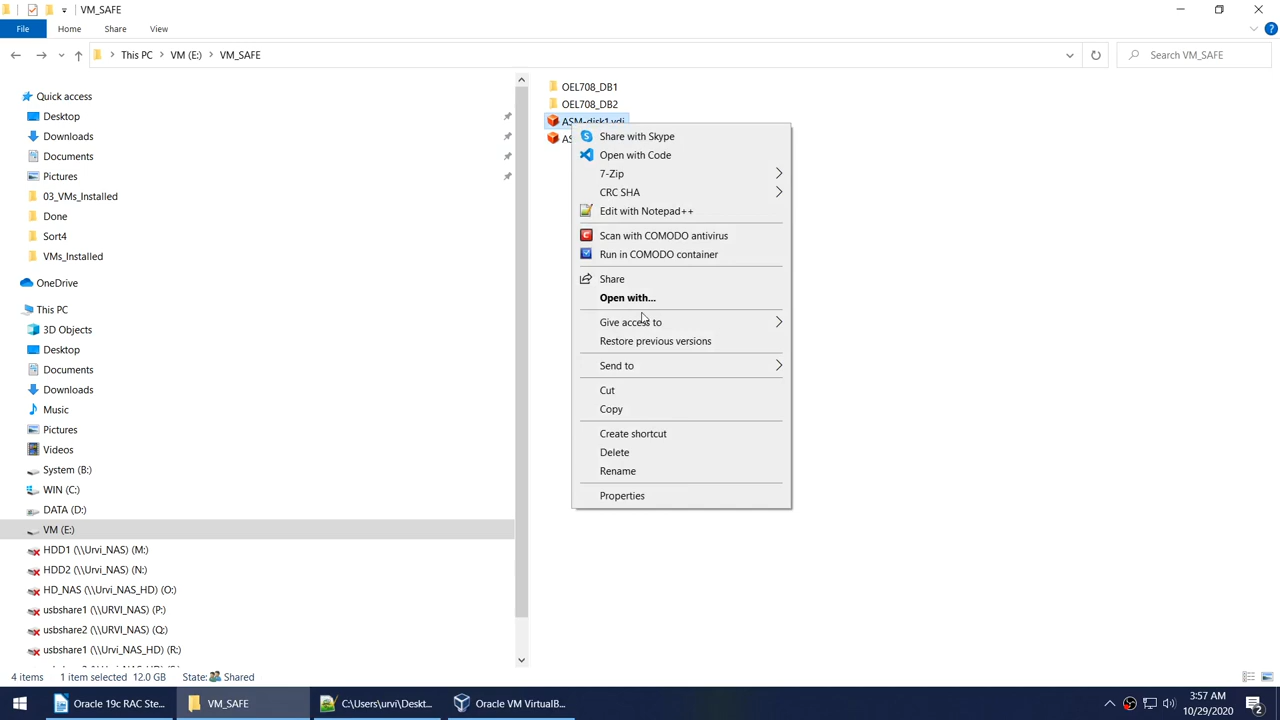 VM_SAFE
File Home Share View
This PC VM (E:) VM_SAFE
Search VM_SAFE
Quick access
Desktop
Downloads
Documents
Pictures
03_VMs_Installed
Done
Sort4
VMs_Installed
OneDrive
This PC
3D Objects
Desktop
Documents
Downloads
Music
Pictures
Videos
System (B:)
WIN (C:)
DATA (D:)
VM (E:)
HDD1 (\\Urvi_NAS) (M:)
HDD2 (\\Urvi_NAS) (N:)
HD_NAS (\\Urvi_NAS_HD) (O:)
usbshare1 (\\URVI_NAS) (P:)
usbshare2 (\\URVI_NAS) (Q:)
usbshare1 (\\Urvi_NAS_HD) (R:)
OEL708_DB1
OEL708_DB2
ASM-disk1.vdi
AS
Share with Skype
Open with Code
7-Zip
CRC SHA
Edit with Notepad++
Scan with COMODO antivirus
Run in COMODO container
Share
Open with...
Give access to
Restore previous versions
Send to
Cut
Copy
Create shortcut
Delete
Rename
Properties
4 items 1 item selected 12.0 GB State: Shared
Oracle 19c RAC Ste...
VM_SAFE
C:\Users\urvi\Deskt...
Oracle VM VirtualB...
3:57 AM
10/29/2020
2